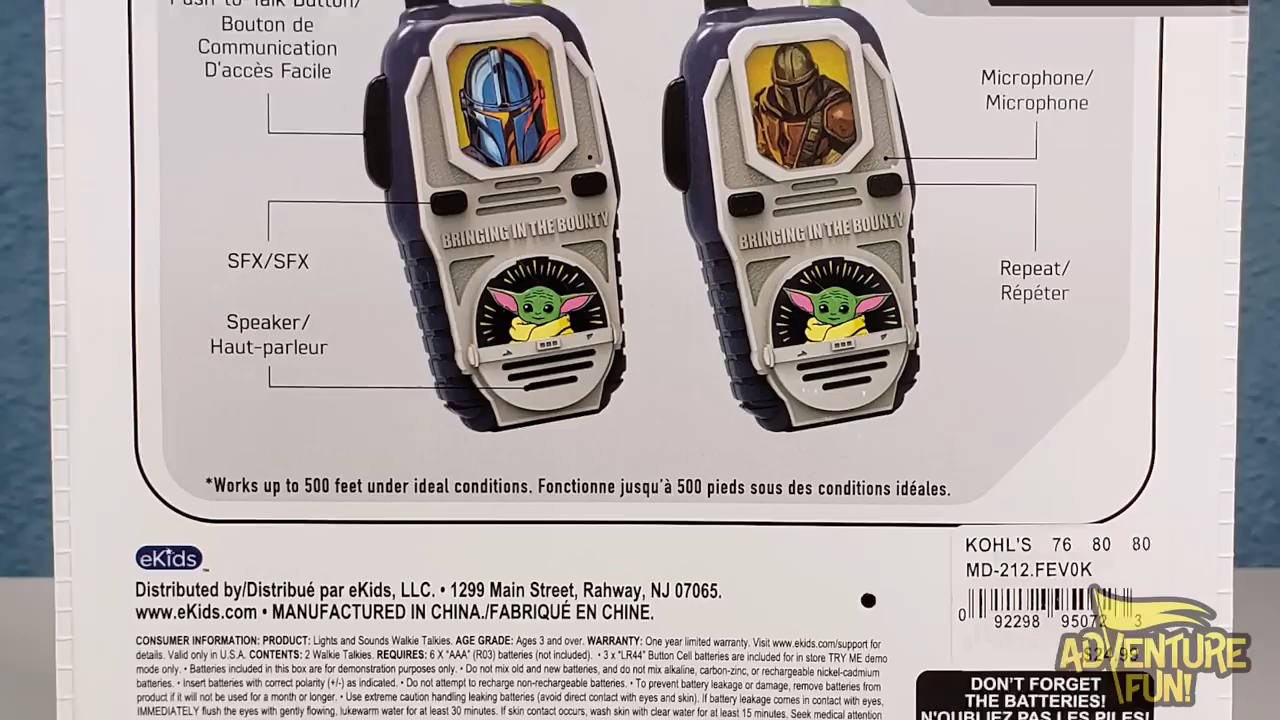 Push-to-Talk Button/
Bouton de
Communication
D'accès Facile
Microphone/
Microphone
SFX/SFX
BRINGING IN THE BOUNTY
BRINGING IN THE BOUNTY
Repeat/
Répéter
Speaker/
Haut-parleur
*Works up to 500 feet under ideal conditions. Fonctionne jusqu'à 500 pieds sous des conditions idéales.
eKids
Distributed by/Distribué par eKids, LLC. • 1299 Main Street, Rahway, NJ 07065.
www.eKids.com • MANUFACTURED IN CHINA./FABRIQUÉ EN CHINE.
CONSUMER INFORMATION: PRODUCT: Lights and Sounds Walkie Talkies. AGE GRADE: Ages 3 and over. WARRANTY: One year limited warranty. Visit www.ekids.com/support for
details. Valid only in U.S.A. CONTENTS: 2 Walkie Talkies. REQUIRES: 6 X "AAA" (R03) batteries (not included). • 3 x "LR44" Button Cell batteries are included for in store TRY ME demo
mode only. • Batteries included in this box are for demonstration purposes only. • Do not mix old and new batteries, and do not mix alkaline, carbon-zinc, or rechargeable nickel-cadmium
batteries. • Insert batteries with correct polarity (+/-) as indicated. • Do not attempt to recharge non-rechargeable batteries. • To prevent battery leakage or damage, remove batteries from
product if it will not be used for a month or longer. • Use extreme caution handling leaking batteries (avoid direct contact with eyes and skin). If battery leakage comes in contact with eyes,
IMMEDIATELY flush the eyes with gently flowing, lukewarm water for at least 30 minutes. If skin contact occurs, wash skin with clear water for at least 15 minutes. Seek medical attention
KOHL'S 76 80 80
MD-212.FEV0K
0 92298 95072 3
$24.99
ADVENTURE
FUN!
DON'T FORGET
THE BATTERIES!
N'OUBLIEZ PAS LES PILES!